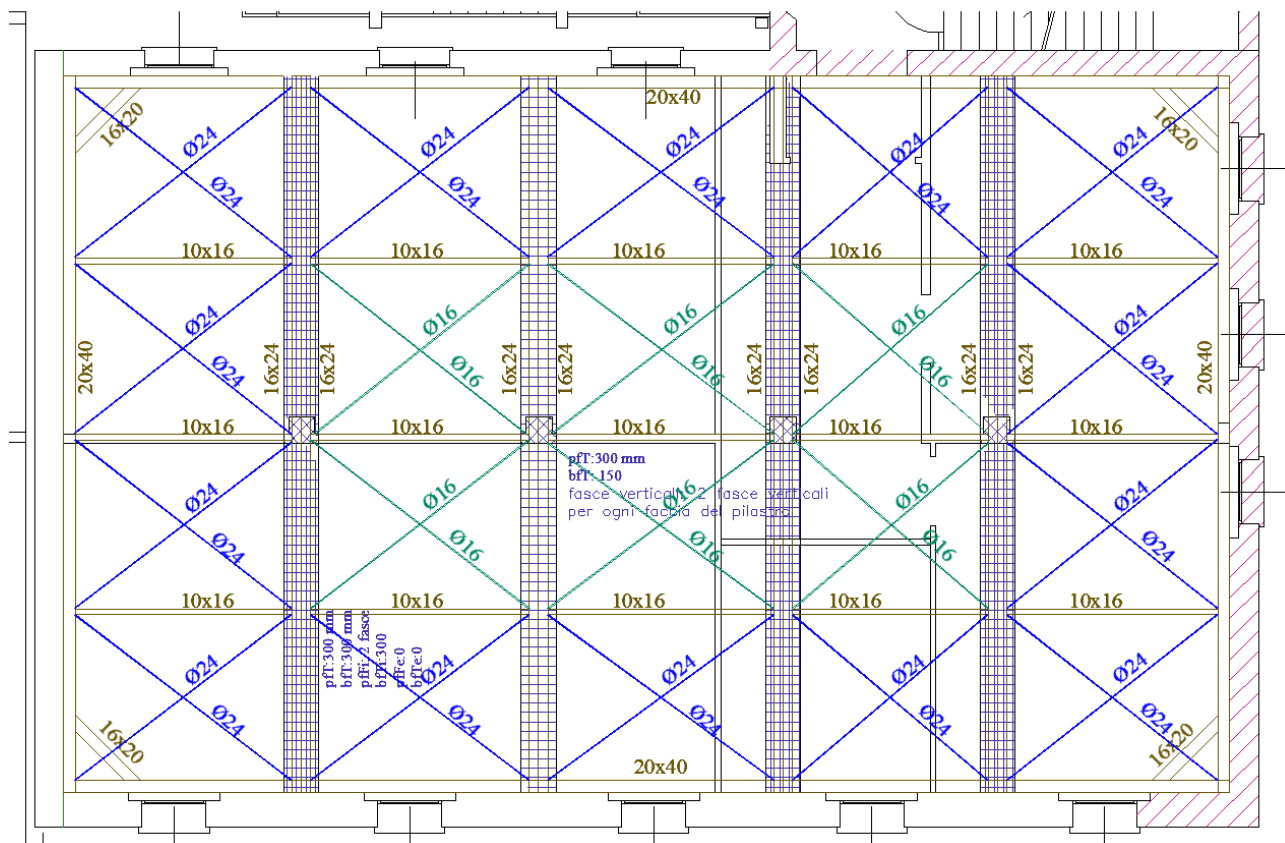 20x40
16x20
16x20
Ø24 Ø24 Ø24 Ø24 Ø24
Ø24 Ø24 Ø24 Ø24 Ø24
10x16 10x16 10x16 10x16 10x16
Ø24 Ø16 Ø16 Ø16 Ø24
20x40 16x24 16x24 16x24 16x24 16x24 16x24 16x24 16x24 20x40
Ø24 Ø16 Ø16 Ø16 Ø24
10x16 10x16 10x16 10x16 10x16
pfT:300 mm
bfT: 150
fasce verticali, 2 fasce verticali
per ogni faccia del pilastro
Ø24 Ø16 Ø16 Ø16 Ø24
Ø24 Ø16 Ø16 Ø16 Ø24
10x16 10x16 10x16 10x16 10x16
pfT:300 mm
bfT:300 mm
pfFi: 2 fasce
bfTi:300
pfFe:0
bfTe:0
Ø24 Ø24 Ø24 Ø24 Ø24
Ø24 Ø24 Ø24 Ø24 Ø24
16x20
16x20
20x40